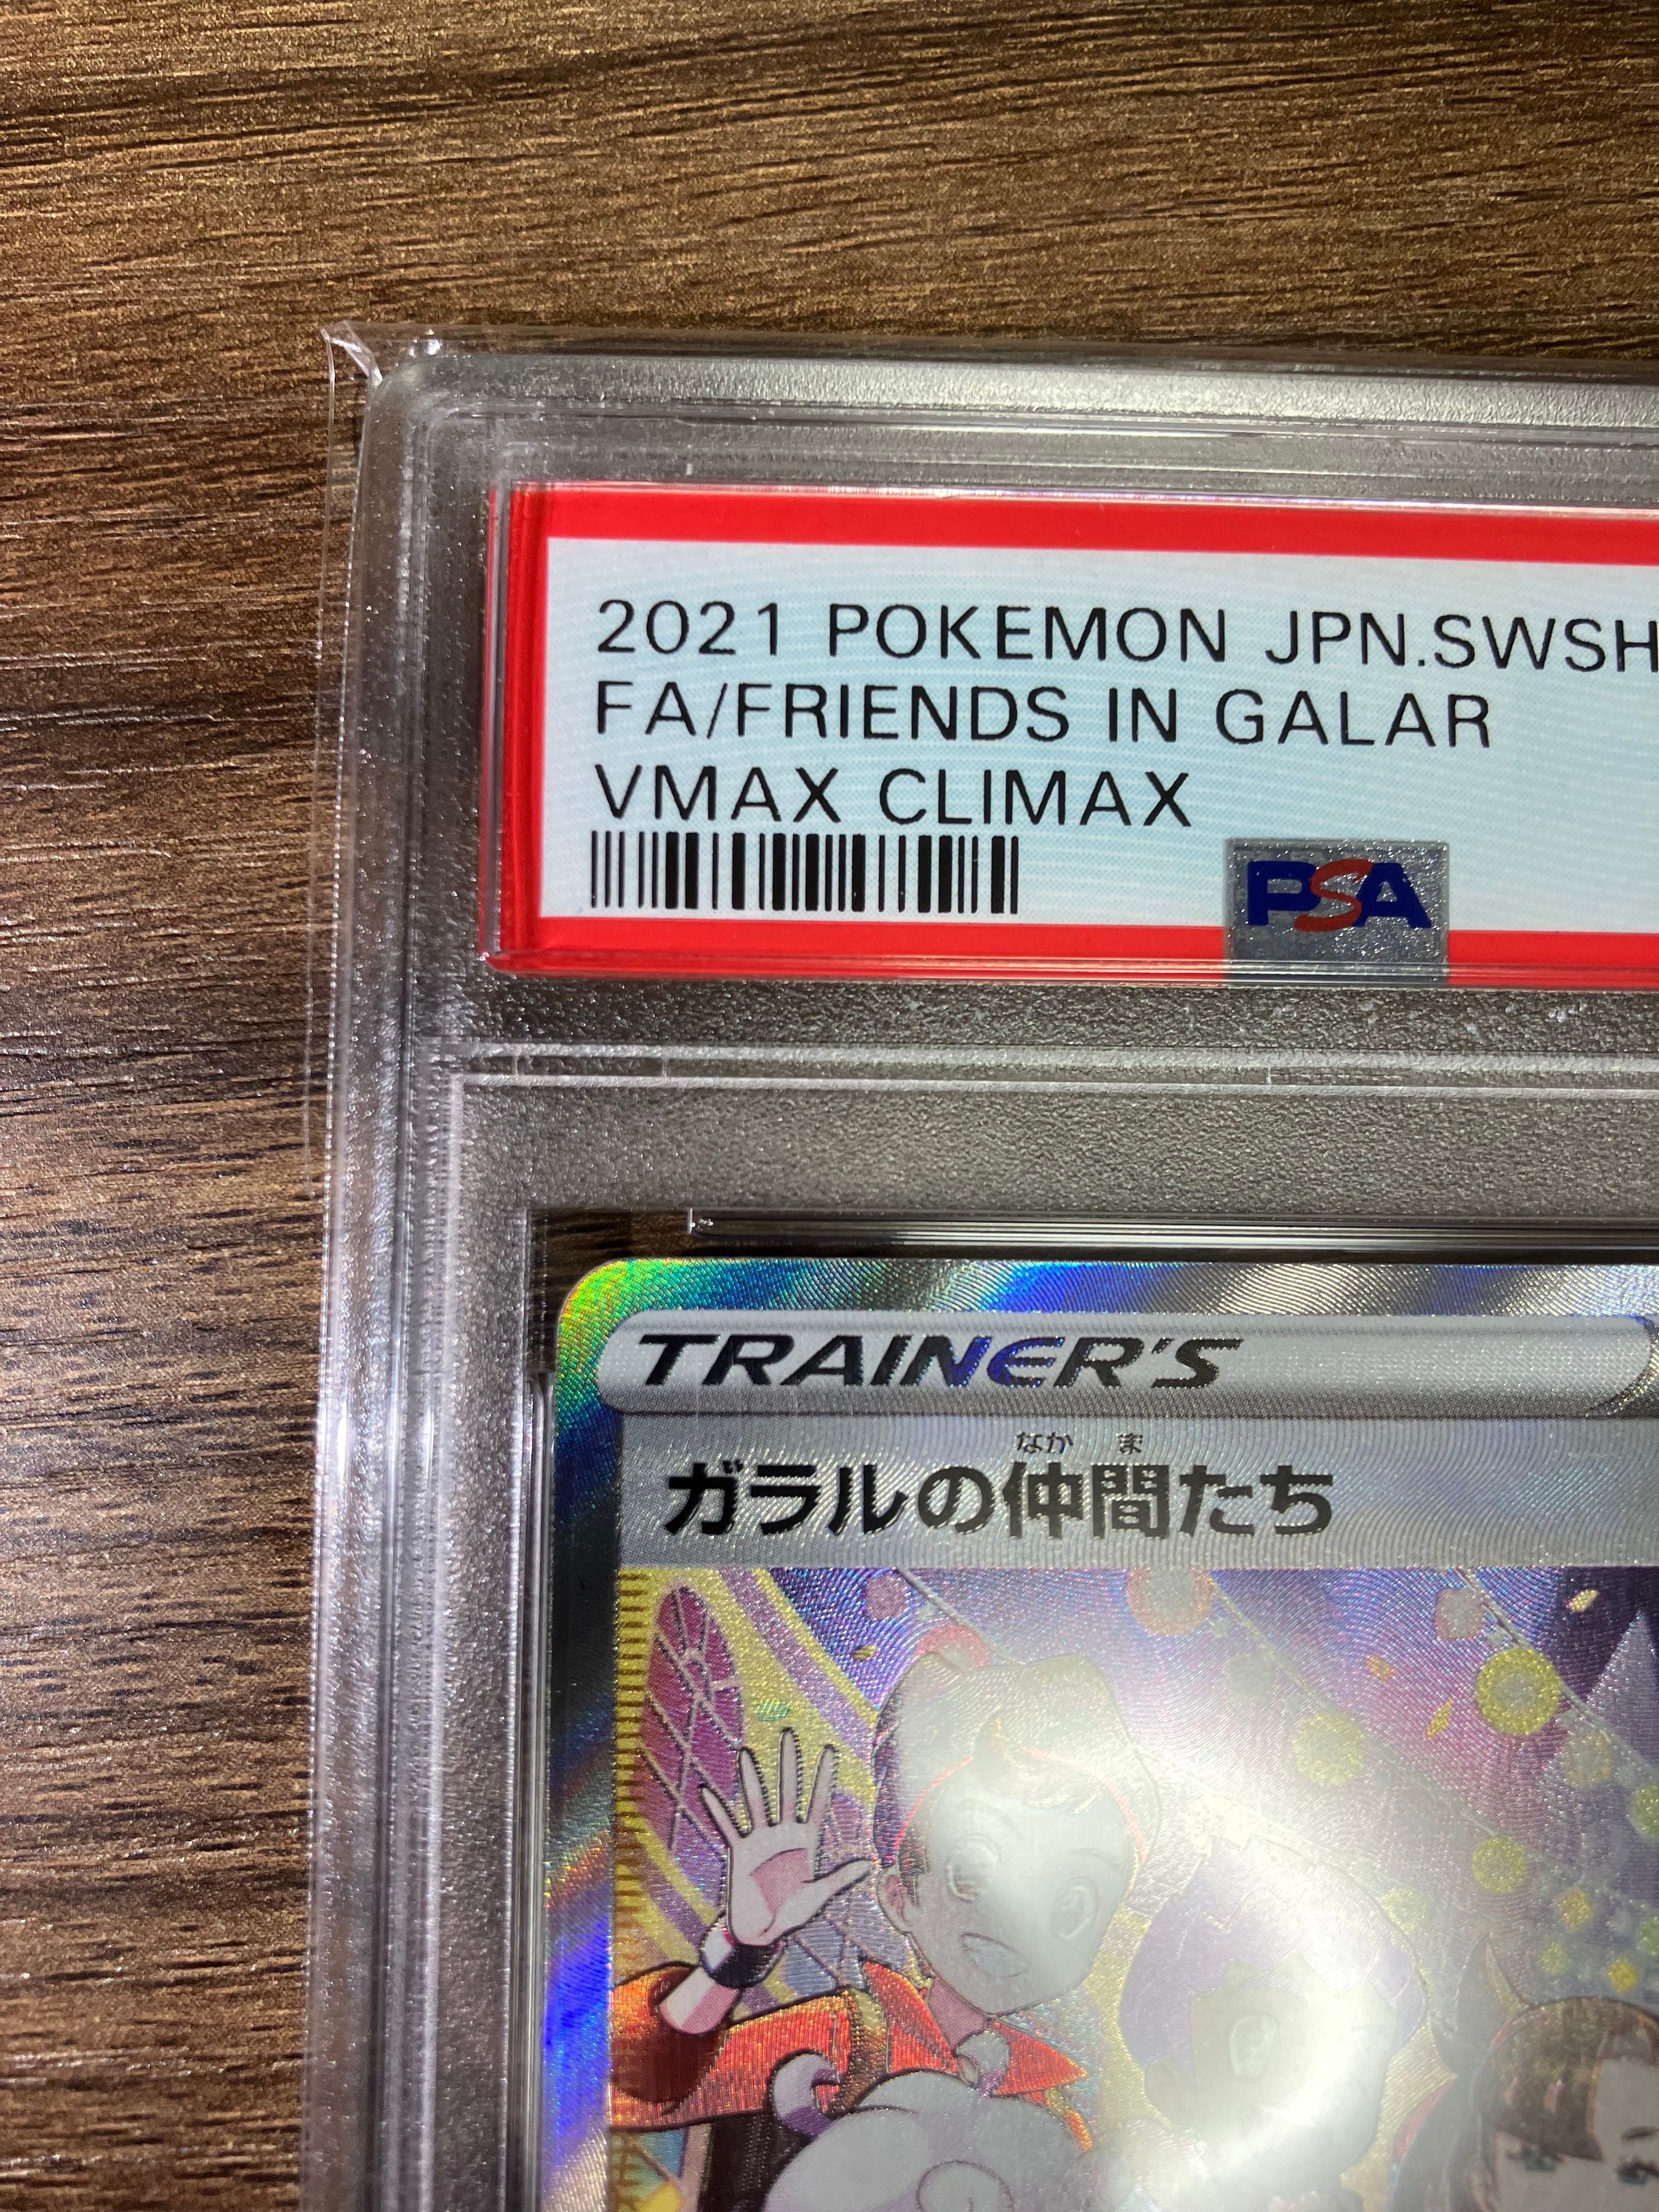 2021 POKEMON JPN.SWSH
FA/FRIENDS IN GALAR
VMAX CLIMAX
PSA
TRAINER'S
なかま
ガラルの仲間たち